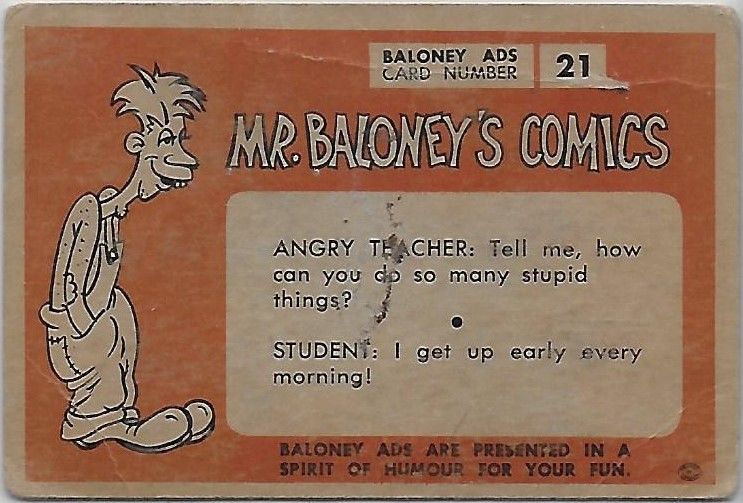 BALONEY ADS
CARD NUMBER
21
MR. BALONEY'S COMICS
ANGRY TEACHER: Tell me, how
can you do so many stupid
things?
STUDENT: I get up early every
morning!
BALONEY ADS ARE PRESENTED IN A
SPIRIT OF HUMOUR FOR YOUR FUN.